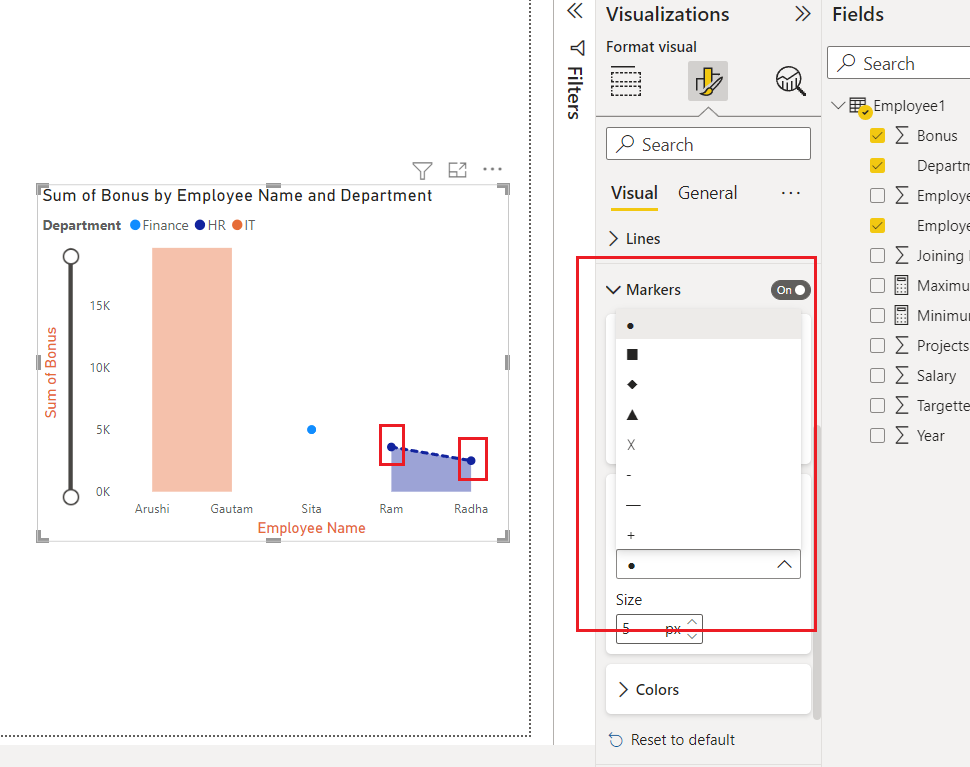 Visualizations
Format visual
Search
Visual General
Lines
Markers On
X
-
—
+
Size
5 px
Colors
Reset to default
Filters
Fields
Search
Employee1
Bonus
Departm
Employe
Employe
Joining
Maximu
Minimun
Projects
Salary
Targette
Year
Sum of Bonus by Employee Name and Department
Department Finance HR IT
Sum of Bonus
15K
10K
5K
0K
Arushi Gautam Sita Ram Radha
Employee Name